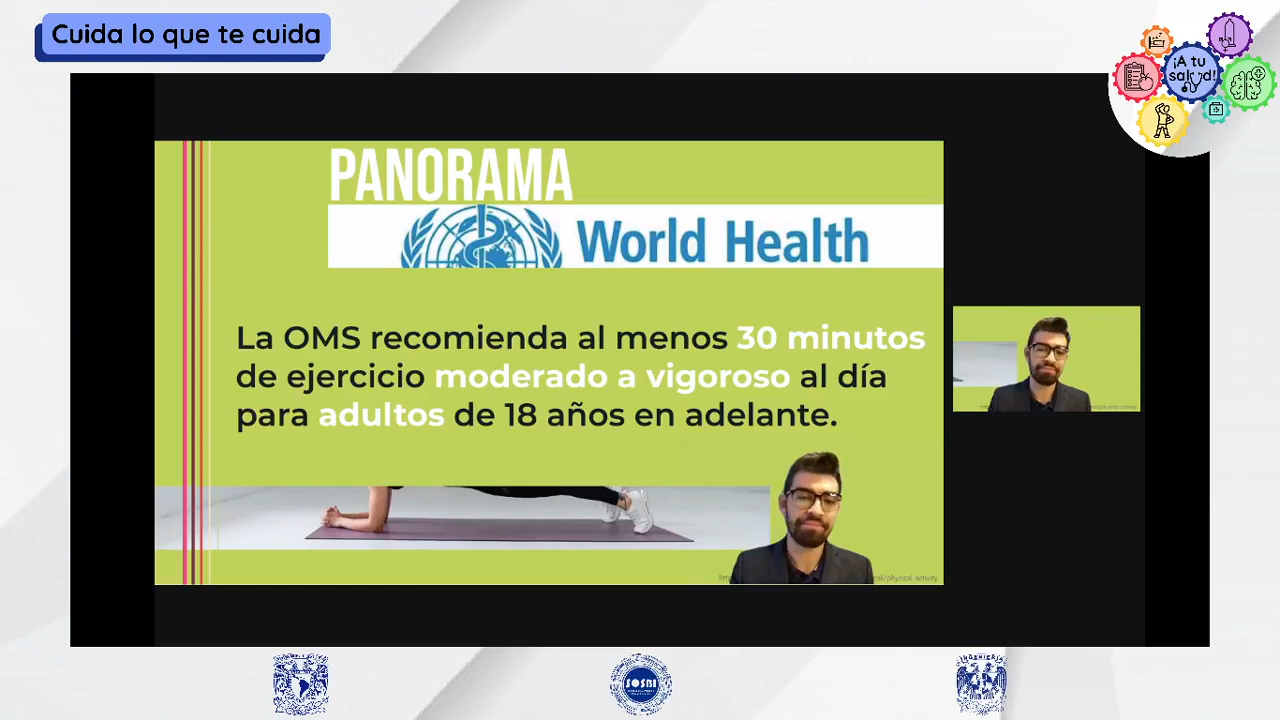 Cuida lo que te cuida
¡A tu
salud!
PANORAMA
World Health
La OMS recomienda al menos 30 minutos
de ejercicio moderado a vigoroso al día
para adultos de 18 años en adelante.
SOSBI